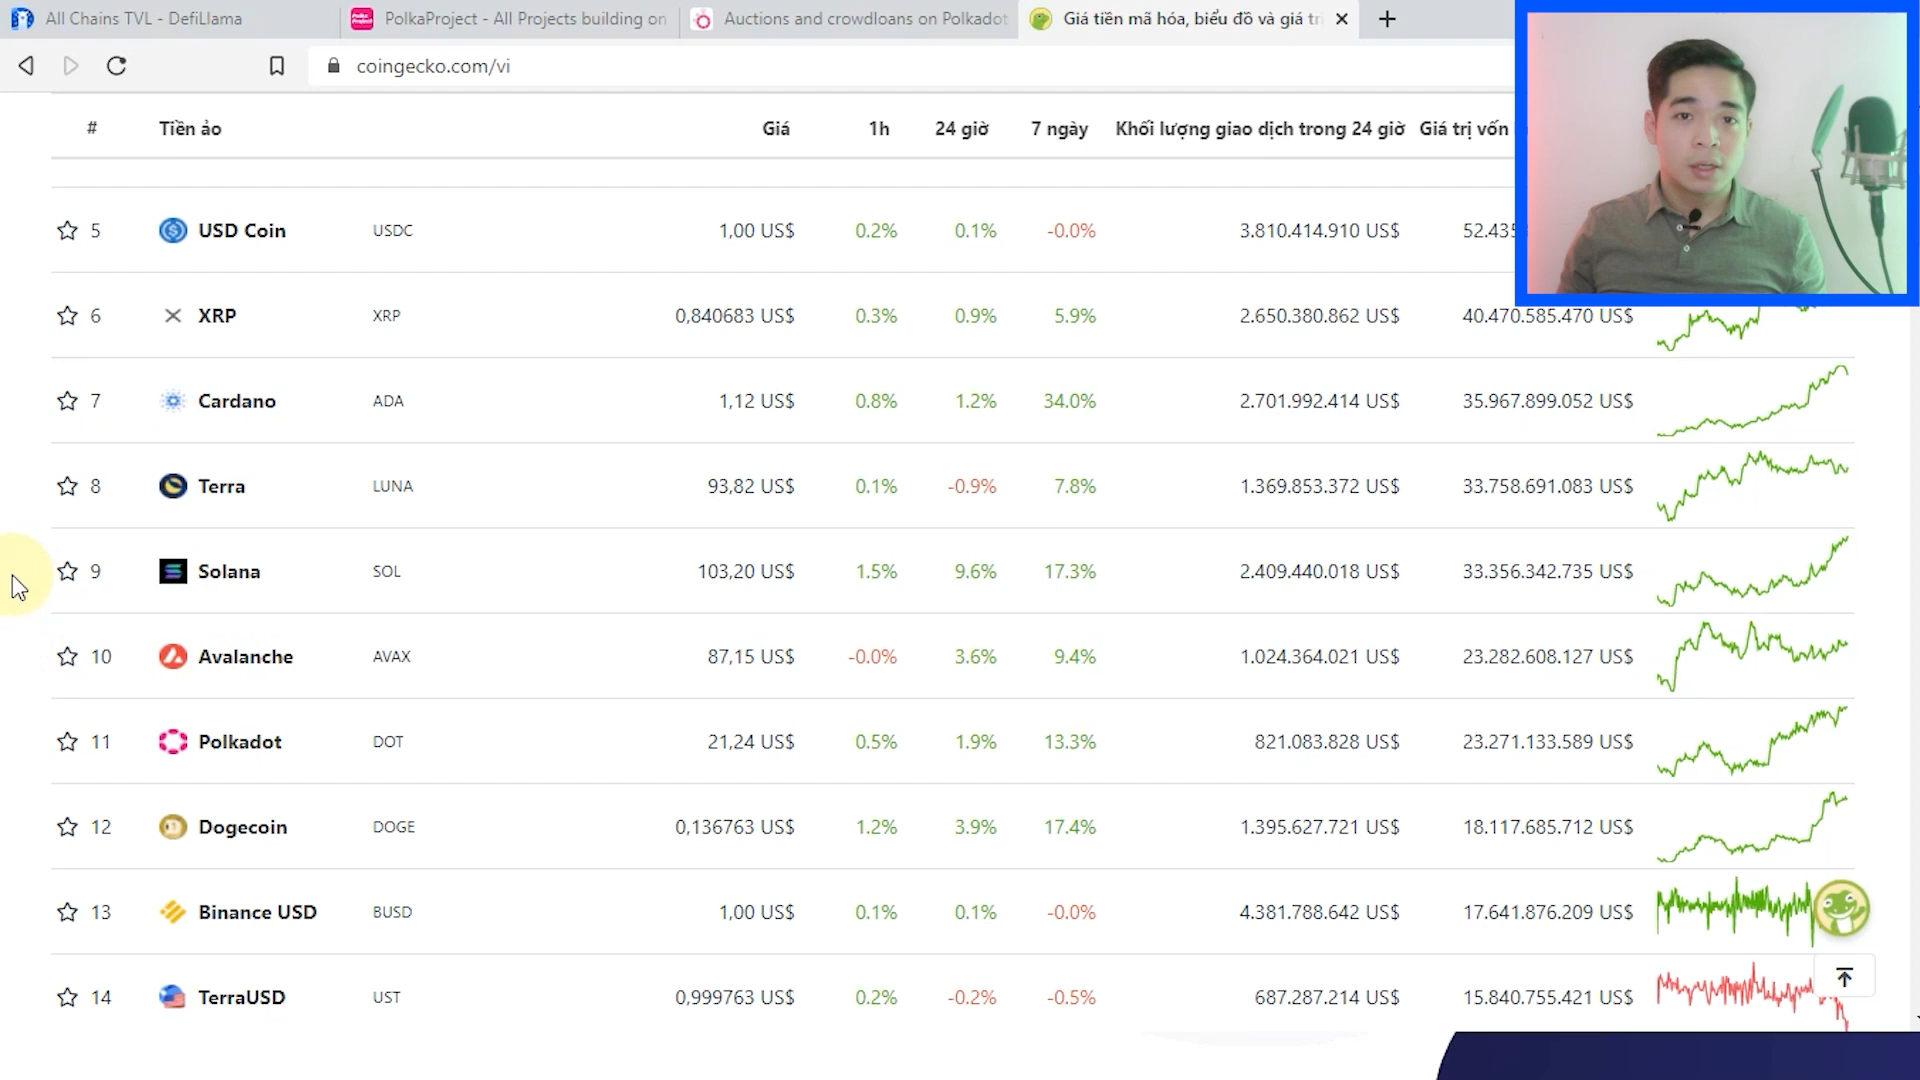 All Chains TVL - DefiLlama
PolkaProject - All Projects building on
Auctions and crowdloans on Polkadot
Giá tiền mã hóa, biểu đồ và giá trị
coingecko.com/vi
# Tiền ảo Giá 1h 24 giờ 7 ngày Khối lượng giao dịch trong 24 giờ Giá trị vốn
5 USD Coin USDC 1,00 US$ 0.2% 0.1% -0.0% 3.810.414.910 US$ 52.435
6 XRP XRP 0,840683 US$ 0.3% 0.9% 5.9% 2.650.380.862 US$ 40.470.585.470 US$
7 Cardano ADA 1,12 US$ 0.8% 1.2% 34.0% 2.701.992.414 US$ 35.967.899.052 US$
8 Terra LUNA 93,82 US$ 0.1% -0.9% 7.8% 1.369.853.372 US$ 33.758.691.083 US$
9 Solana SOL 103,20 US$ 1.5% 9.6% 17.3% 2.409.440.018 US$ 33.356.342.735 US$
10 Avalanche AVAX 87,15 US$ -0.0% 3.6% 9.4% 1.024.364.021 US$ 23.282.608.127 US$
11 Polkadot DOT 21,24 US$ 0.5% 1.9% 13.3% 821.083.828 US$ 23.271.133.589 US$
12 Dogecoin DOGE 0,136763 US$ 1.2% 3.9% 17.4% 1.395.627.721 US$ 18.117.685.712 US$
13 Binance USD BUSD 1,00 US$ 0.1% 0.1% -0.0% 4.381.788.642 US$ 17.641.876.209 US$
14 TerraUSD UST 0,999763 US$ 0.2% -0.2% -0.5% 687.287.214 US$ 15.840.755.421 US$